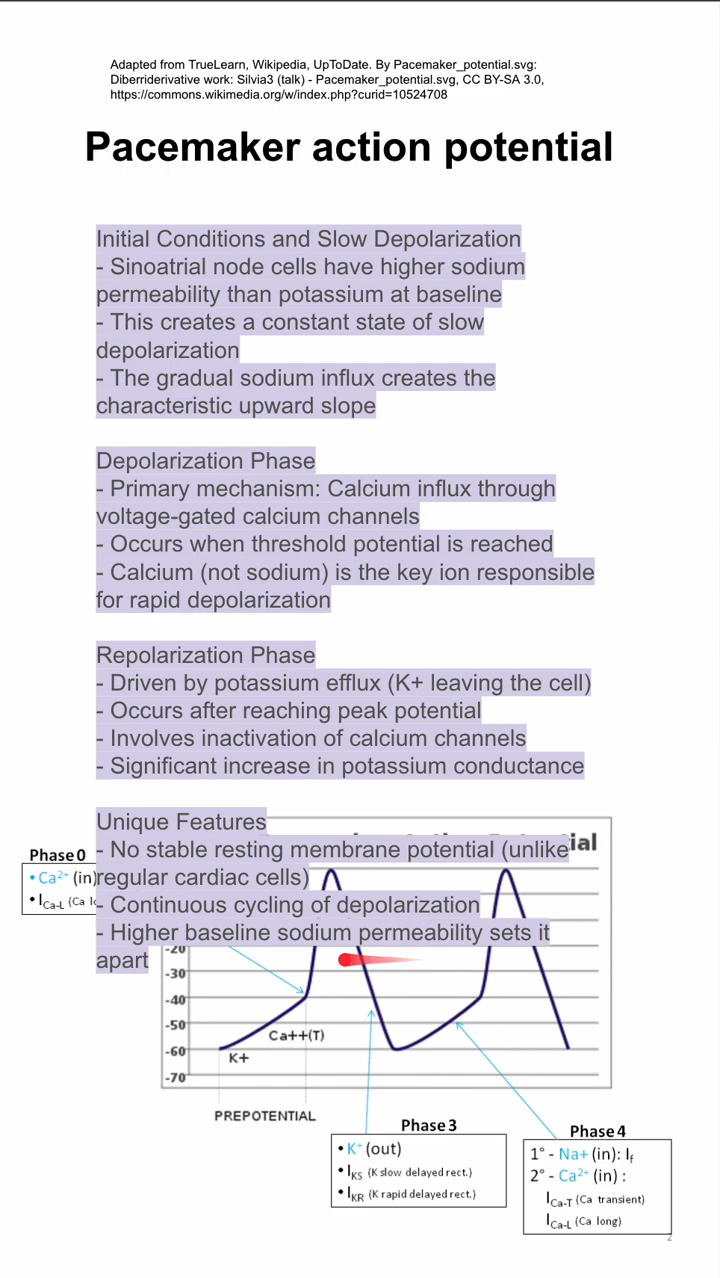 Adapted from TrueLearn, Wikipedia, UpToDate. By Pacemaker_potential.svg:
Diberriderivative work: Silvia3 (talk) - Pacemaker_potential.svg, CC BY-SA 3.0,
https://commons.wikimedia.org/w/index.php?curid=10524708
Pacemaker action potential
Initial Conditions and Slow Depolarization
- Sinoatrial node cells have higher sodium
permeability than potassium at baseline
- This creates a constant state of slow
depolarization
- The gradual sodium influx creates the
characteristic upward slope
Depolarization Phase
- Primary mechanism: Calcium influx through
voltage-gated calcium channels
- Occurs when threshold potential is reached
- Calcium (not sodium) is the key ion responsible
for rapid depolarization
Repolarization Phase
- Driven by potassium efflux (K+ leaving the cell)
- Occurs after reaching peak potential
- Involves inactivation of calcium channels
- Significant increase in potassium conductance
Unique Features
- No stable resting membrane potential (unlike
regular cardiac cells)
- Continuous cycling of depolarization
- Higher baseline sodium permeability sets it
apart
Phase 0
• Ca²⁺ (in)
• I Ca-L (Ca
-20
-30
-40
-50
-60
-70
Ca++(T)
K+
PREPOTENTIAL
Phase 3
• K⁺ (out)
• I KS (K slow delayed rect.)
• I KR (K rapid delayed rect.)
Phase 4
1° - Na+ (in): I f
2° - Ca²⁺ (in) :
I Ca-T (Ca transient)
I Ca-L (Ca long)
2